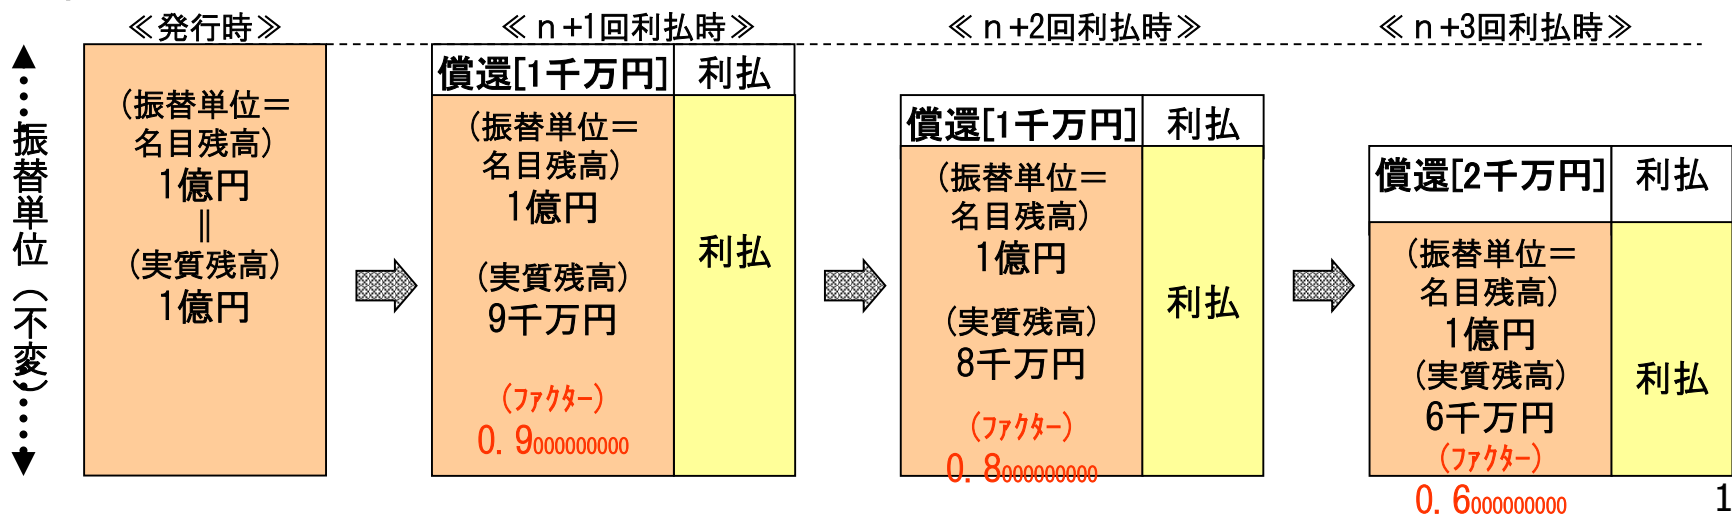 ≪発行時≫
≪ｎ+1回利払時≫
≪ｎ+2回利払時≫
≪ｎ+3回利払時≫
振替単位（不変）
（振替単位＝
名目残高）
1億円
＝
（実質残高）
1億円
償還[1千万円]
利払
（振替単位＝
名目残高）
1億円
（実質残高）
9千万円
（ﾌｧｸﾀｰ）
0. 9000000000
利払
償還[1千万円]
利払
（振替単位＝
名目残高）
1億円
（実質残高）
8千万円
（ﾌｧｸﾀｰ）
0. 8000000000
利払
償還[2千万円]
利払
（振替単位＝
名目残高）
1億円
（実質残高）
6千万円
（ﾌｧｸﾀｰ）
0. 6000000000
利払
1